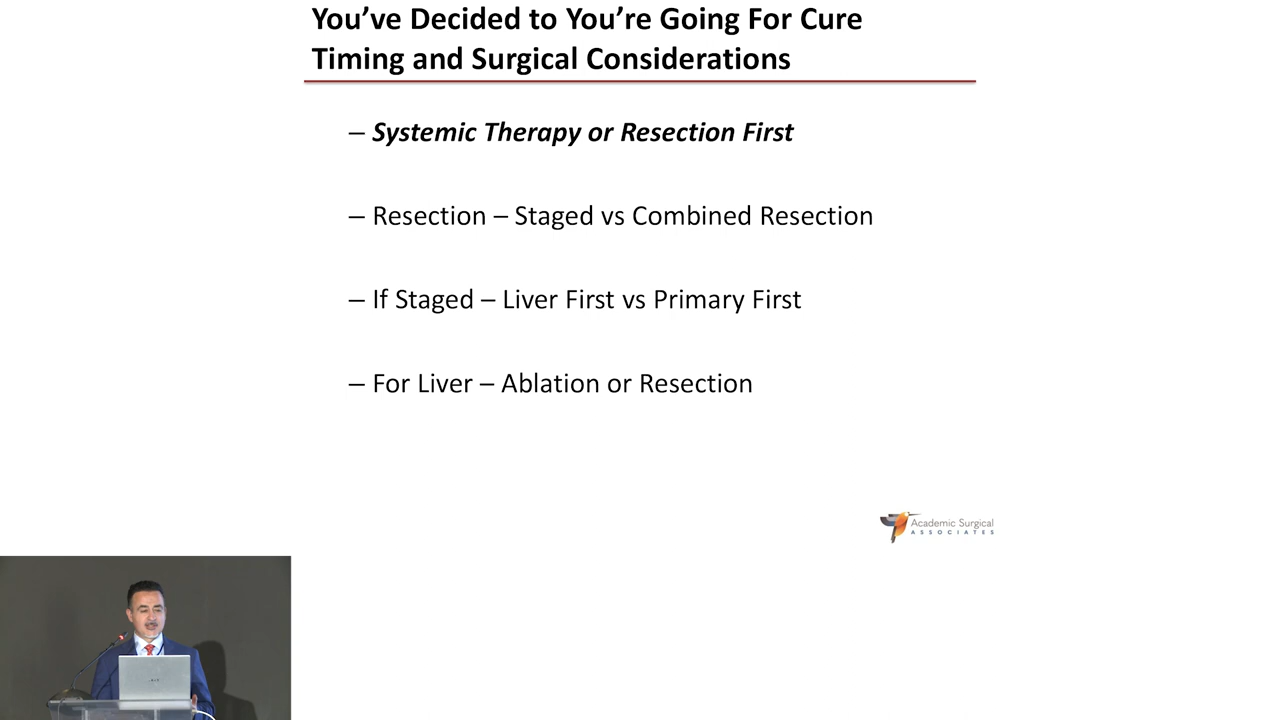 You’ve Decided to You’re Going For Cure
Timing and Surgical Considerations
– Systemic Therapy or Resection First
– Resection – Staged vs Combined Resection
– If Staged – Liver First vs Primary First
– For Liver – Ablation or Resection
Academic Surgical
ASSOCIATES